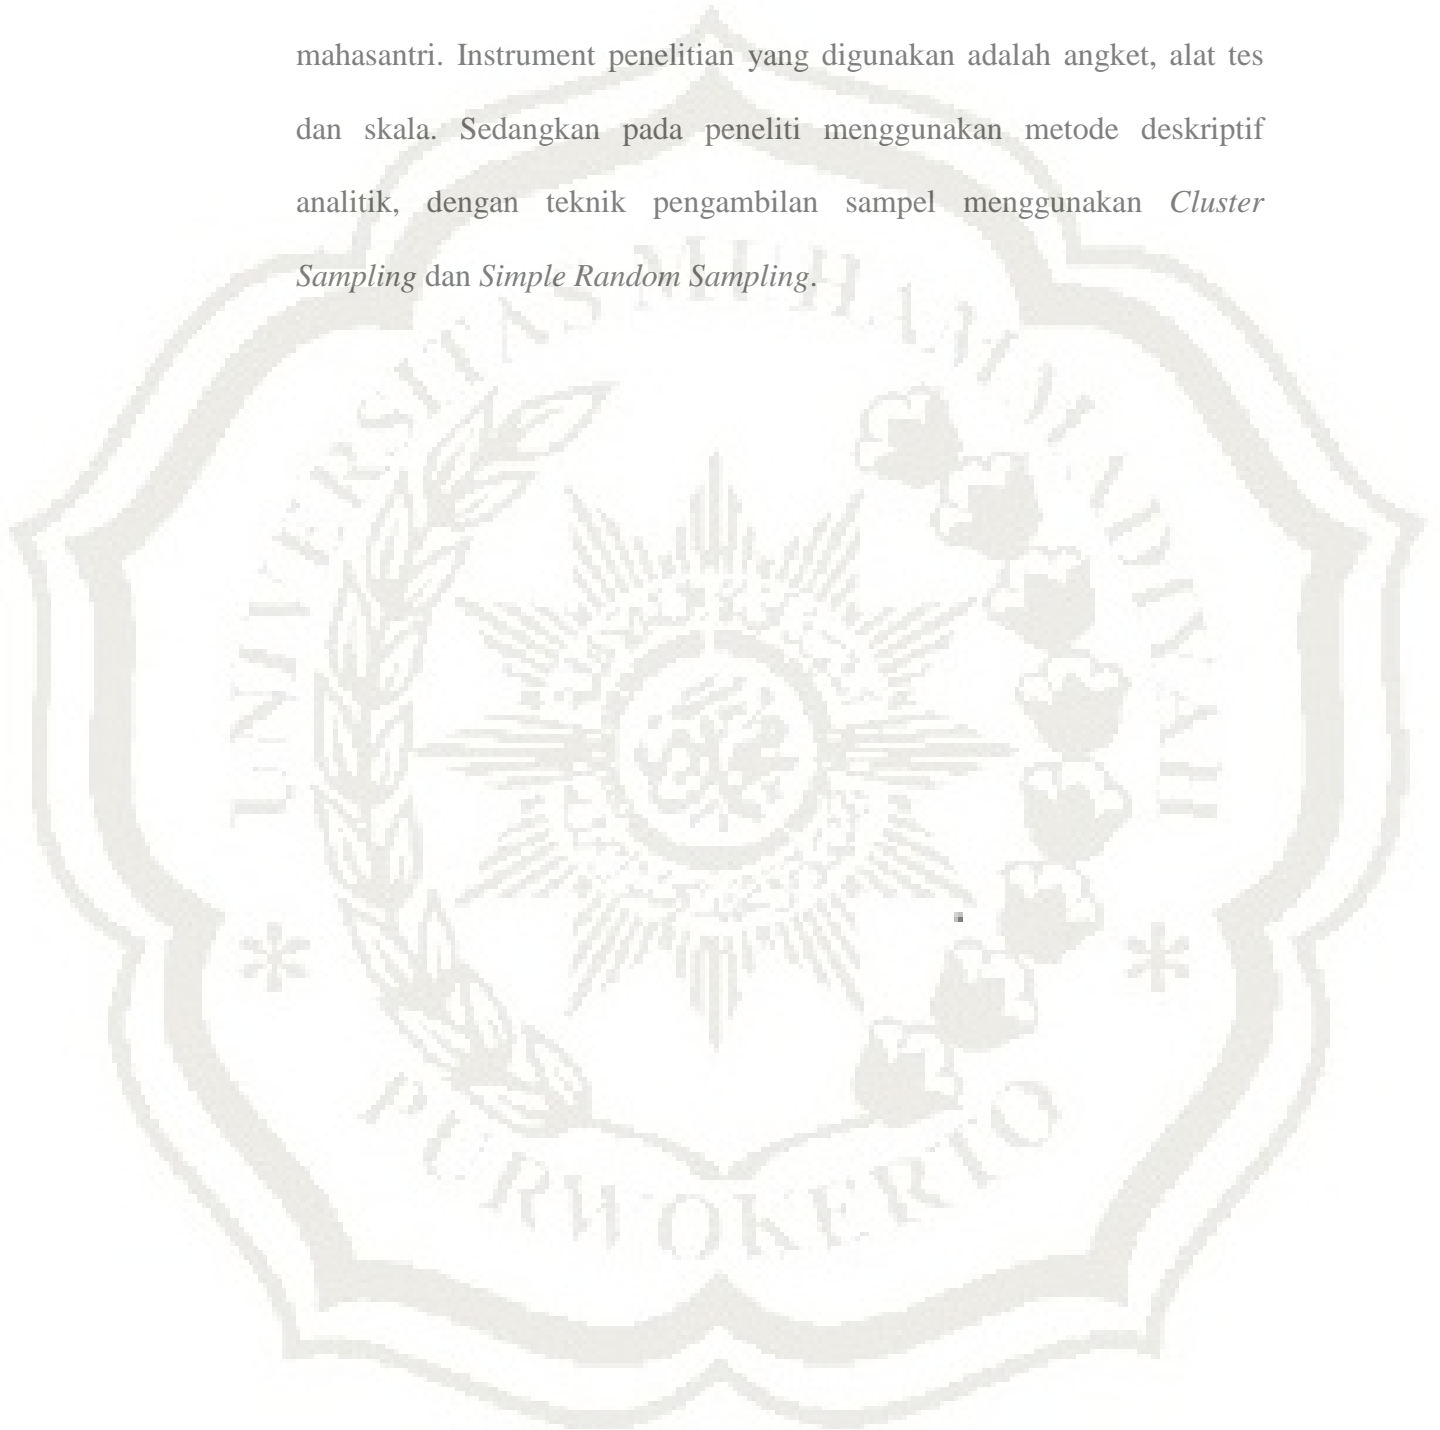 mahasantri. Instrument penelitian yang digunakan adalah angket, alat tes
dan skala. Sedangkan pada peneliti menggunakan metode deskriptif
analitik, dengan teknik pengambilan sampel menggunakan Cluster
Sampling dan Simple Random Sampling.
UNIVERSITAS MUHAMMADIYAH
PURWOKERTO